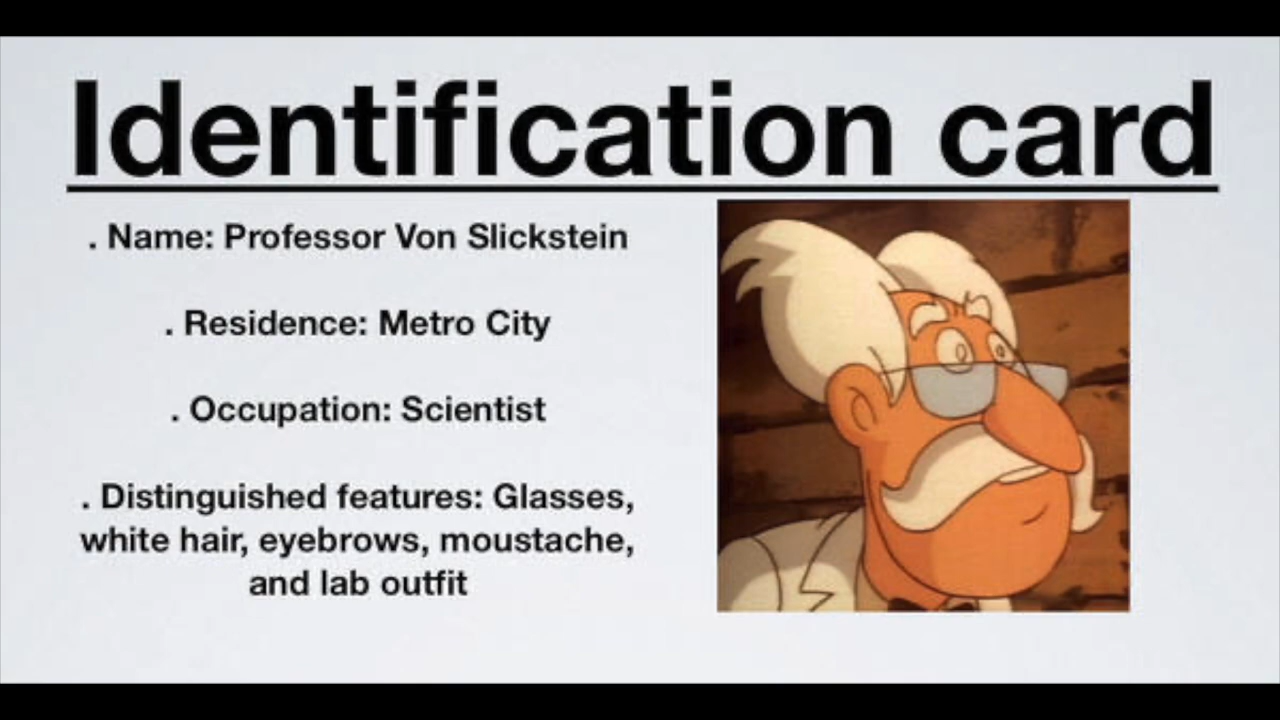 Identification card
. Name: Professor Von Slickstein
. Residence: Metro City
. Occupation: Scientist
. Distinguished features: Glasses,
white hair, eyebrows, moustache,
and lab outfit